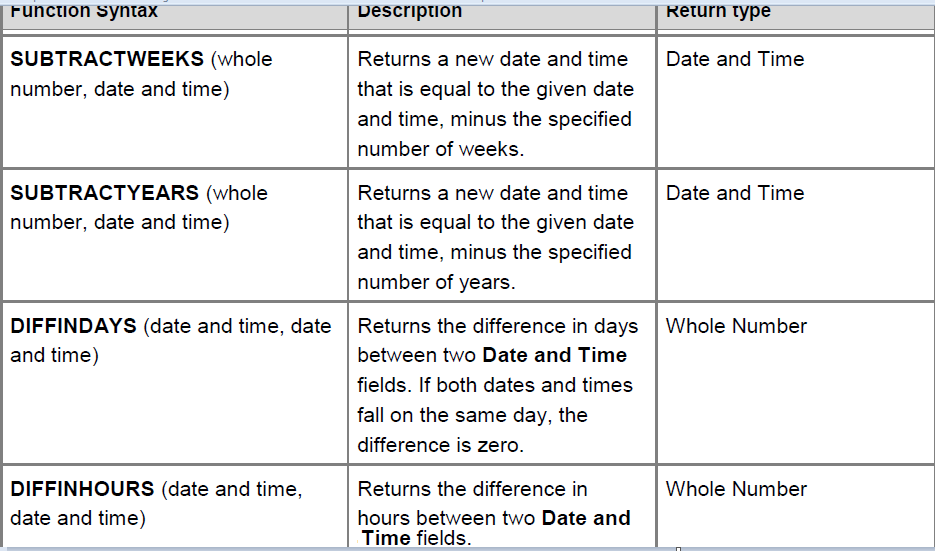 Function Syntax
Description
Return type
SUBTRACTWEEKS (whole
number, date and time)
Returns a new date and time
that is equal to the given date
and time, minus the specified
number of weeks.
Date and Time
SUBTRACTYEARS (whole
number, date and time)
Returns a new date and time
that is equal to the given date
and time, minus the specified
number of years.
Date and Time
DIFFINDAYS (date and time, date
and time)
Returns the difference in days
between two Date and Time
fields. If both dates and times
fall on the same day, the
difference is zero.
Whole Number
DIFFINHOURS (date and time,
date and time)
Returns the difference in
hours between two Date and
Time fields.
Whole Number